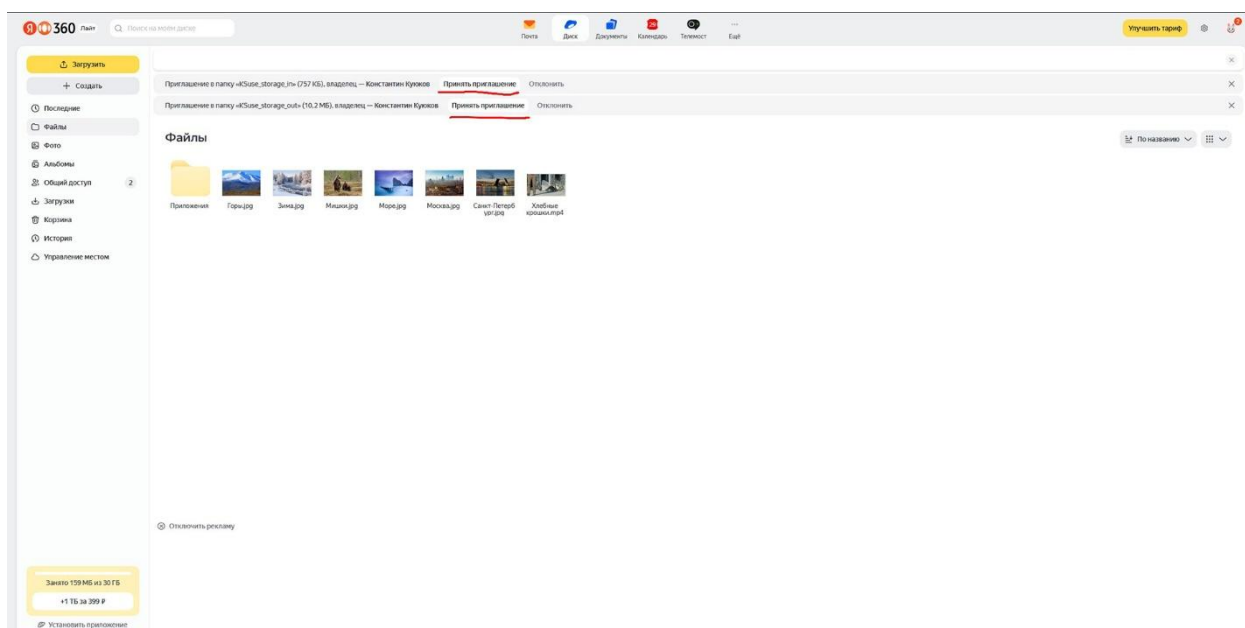 Я 360 Лайт
Поиск на моём диске
Почта
Диск
Документы
29
Календарь
Телемост
Ещё
Улучшить тариф
Загрузить
Приглашение в папку «KSuse_storage_in» (757 КБ), владелец — Константин Куюков Принять приглашение Отклонить
+ Создать
Приглашение в папку «KSuse_storage_out» (10,2 МБ), владелец — Константин Куюков Принять приглашение Отклонить
Последние
Файлы
Фото
Альбомы
Общий доступ 2
Загрузки
Корзина
История
Управление местом
Файлы
По названию
Приложения
Горы.jpg
Зима.jpg
Мишки.jpg
Море.jpg
Москва.jpg
Санкт-Петерб
ург.jpg
Хлебные
крошки.mp4
Отключить рекламу
Занято 159 МБ из 30 ГБ
+1 ТБ за 399 ₽
Установить приложение